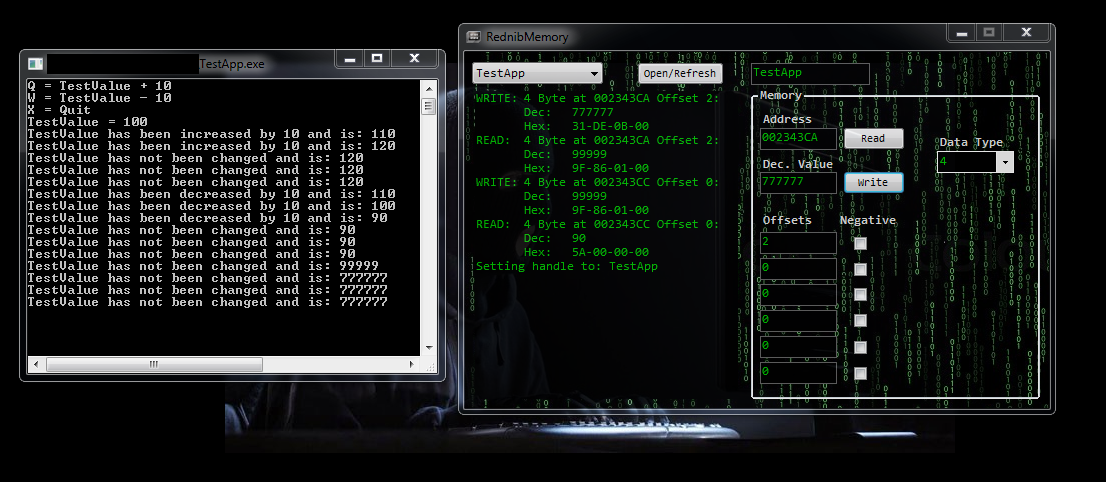 TestApp.exe
Q = TestValue + 10
W = TestValue - 10
X = Quit
TestValue = 100
TestValue has been increased by 10 and is: 110
TestValue has been increased by 10 and is: 120
TestValue has not been changed and is: 120
TestValue has not been changed and is: 120
TestValue has not been changed and is: 120
TestValue has been decreased by 10 and is: 110
TestValue has been decreased by 10 and is: 100
TestValue has been decreased by 10 and is: 90
TestValue has not been changed and is: 90
TestValue has not been changed and is: 90
TestValue has not been changed and is: 90
TestValue has not been changed and is: 99999
TestValue has not been changed and is: 777777
TestValue has not been changed and is: 777777
TestValue has not been changed and is: 777777
RednibMemory
TestApp
Open/Refresh
WRITE: 4 Byte at 002343CA Offset 2:
Dec: 777777
Hex: 31-DE-0B-00
READ: 4 Byte at 002343CA Offset 2:
Dec: 99999
Hex: 9F-86-01-00
WRITE: 4 Byte at 002343CC Offset 0:
Dec: 99999
Hex: 9F-86-01-00
READ: 4 Byte at 002343CC Offset 0:
Dec: 90
Hex: 5A-00-00-00
Setting handle to: TestApp
TestApp
Memory
Address
002343CA Read
Data Type
4
Dec. Value
777777 Write
Offsets Negative
2
0
0
0
0
0